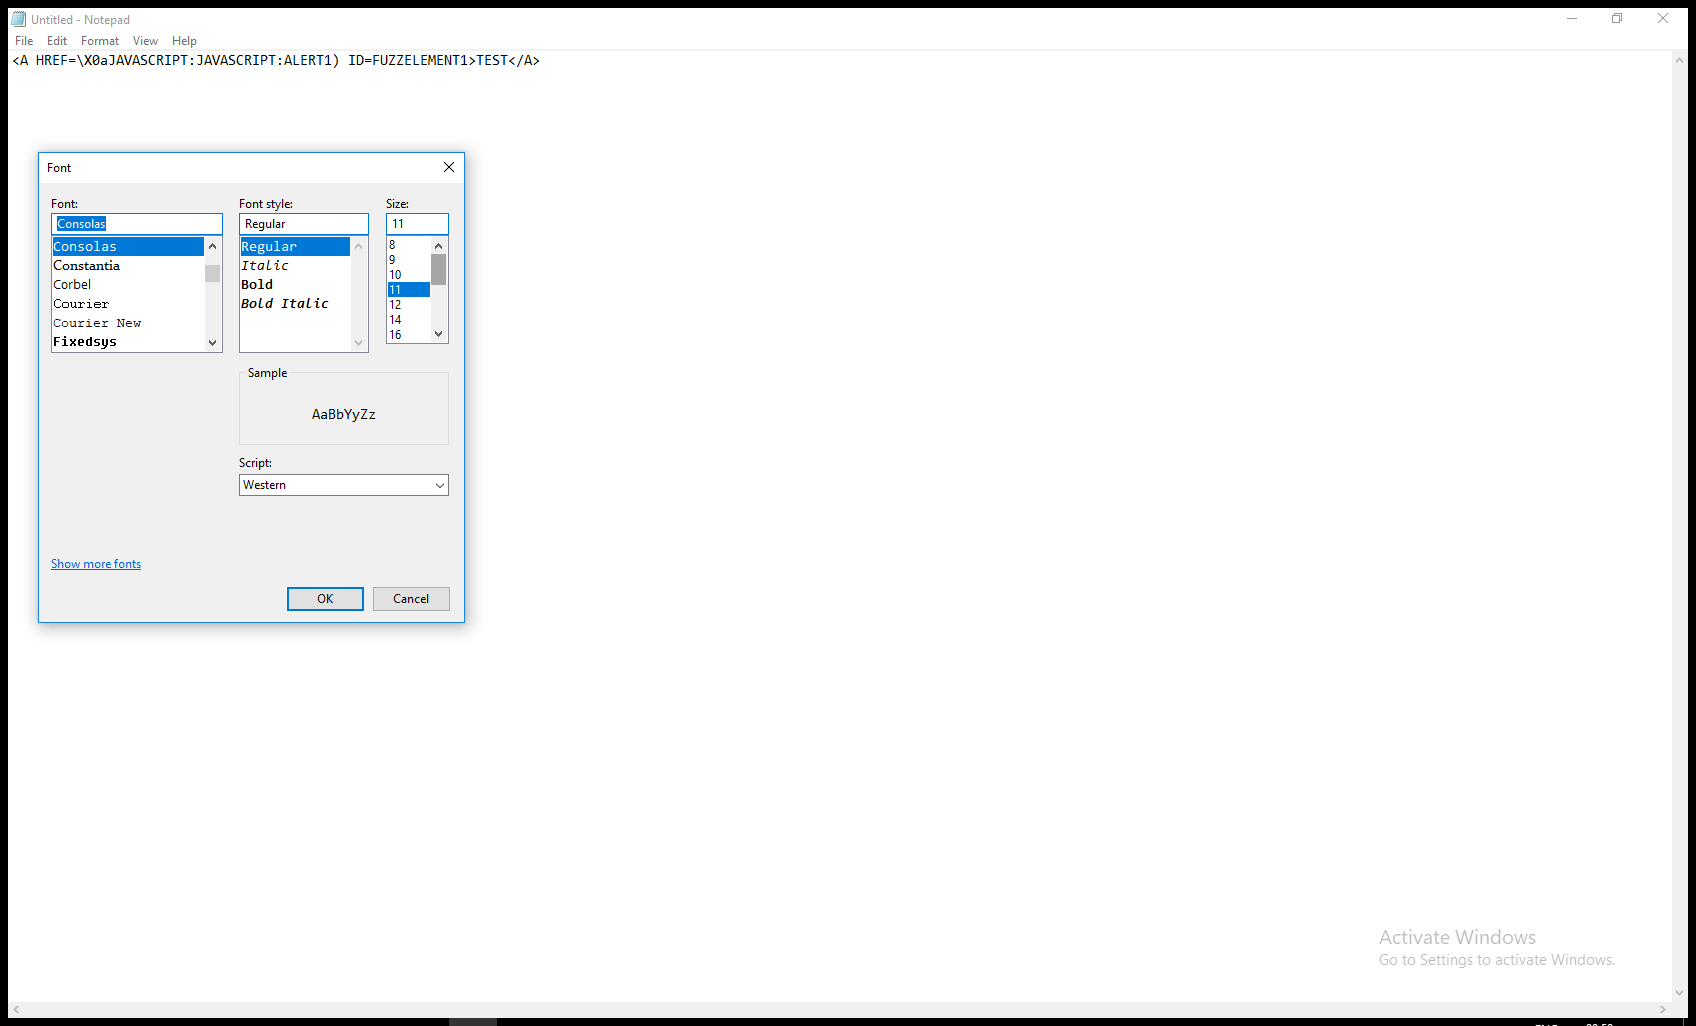 Untitled - Notepad
File Edit Format View Help
<A HREF=\X0aJAVASCRIPT:JAVASCRIPT:ALERT1) ID=FUZZELEMENT1>TEST</A>
Font
Font: Font style: Size:
Consolas Regular 11
Consolas
Constantia
Corbel
Courier
Courier New
Fixedsys
Regular
Italic
Bold
Bold Italic
8
9
10
11
12
14
16
Sample
AaBbYyZz
Script:
Western
Show more fonts
OK Cancel
Activate Windows
Go to Settings to activate Windows.